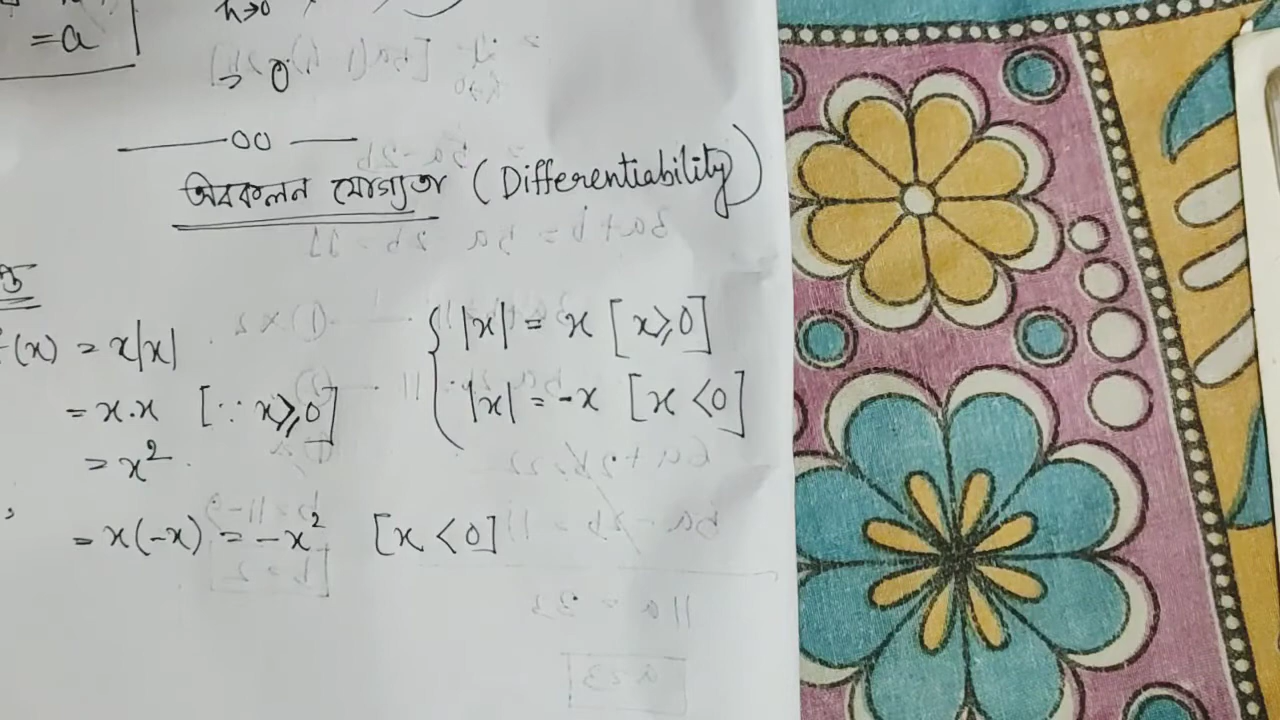 h→0
= a
= 0
00
অবকলন যোগ্যতা (Differentiability)
(x) = x|x|
= x.x [∵ x≥0]
= x²
= x(-x) = -x² [x < 0]
|x| = x [x≥0]
|x| = -x [x < 0]